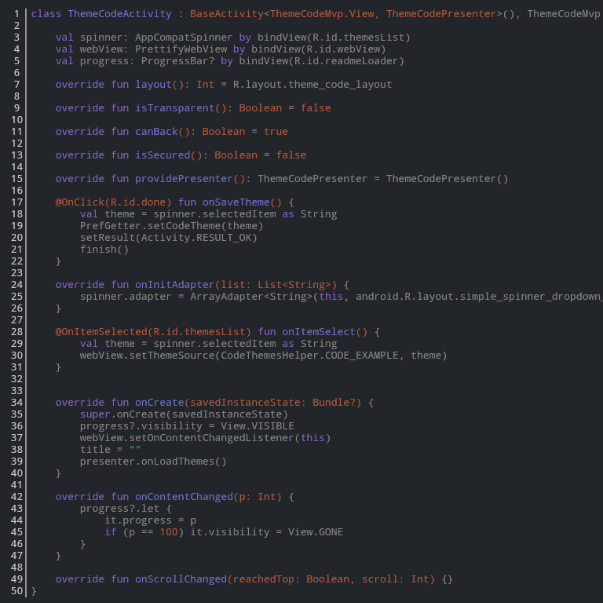 1 class ThemeCodeActivity : BaseActivity<ThemeCodeMvp.View, ThemeCodePresenter>(), ThemeCodeMvp
2
3     val spinner: AppCompatSpinner by bindView(R.id.themesList)
4     val webView: PrettifyWebView by bindView(R.id.webView)
5     val progress: ProgressBar? by bindView(R.id.readmeLoader)
6
7     override fun layout(): Int = R.layout.theme_code_layout
8
9     override fun isTransparent(): Boolean = false
10
11     override fun canBack(): Boolean = true
12
13     override fun isSecured(): Boolean = false
14
15     override fun providePresenter(): ThemeCodePresenter = ThemeCodePresenter()
16
17     @OnClick(R.id.done) fun onSaveTheme() {
18         val theme = spinner.selectedItem as String
19         PrefGetter.setCodeTheme(theme)
20         setResult(Activity.RESULT_OK)
21         finish()
22     }
23
24     override fun onInitAdapter(list: List<String>) {
25         spinner.adapter = ArrayAdapter<String>(this, android.R.layout.simple_spinner_dropdown_
26     }
27
28     @OnItemSelected(R.id.themesList) fun onItemSelect() {
29         val theme = spinner.selectedItem as String
30         webView.setThemeSource(CodeThemesHelper.CODE_EXAMPLE, theme)
31     }
32
33
34     override fun onCreate(savedInstanceState: Bundle?) {
35         super.onCreate(savedInstanceState)
36         progress?.visibility = View.VISIBLE
37         webView.setOnContentChangedListener(this)
38         title = ""
39         presenter.onLoadThemes()
40     }
41
42     override fun onContentChanged(p: Int) {
43         progress?.let {
44             it.progress = p
45             if (p == 100) it.visibility = View.GONE
46         }
47     }
48
49     override fun onScrollChanged(reachedTop: Boolean, scroll: Int) {}
50 }